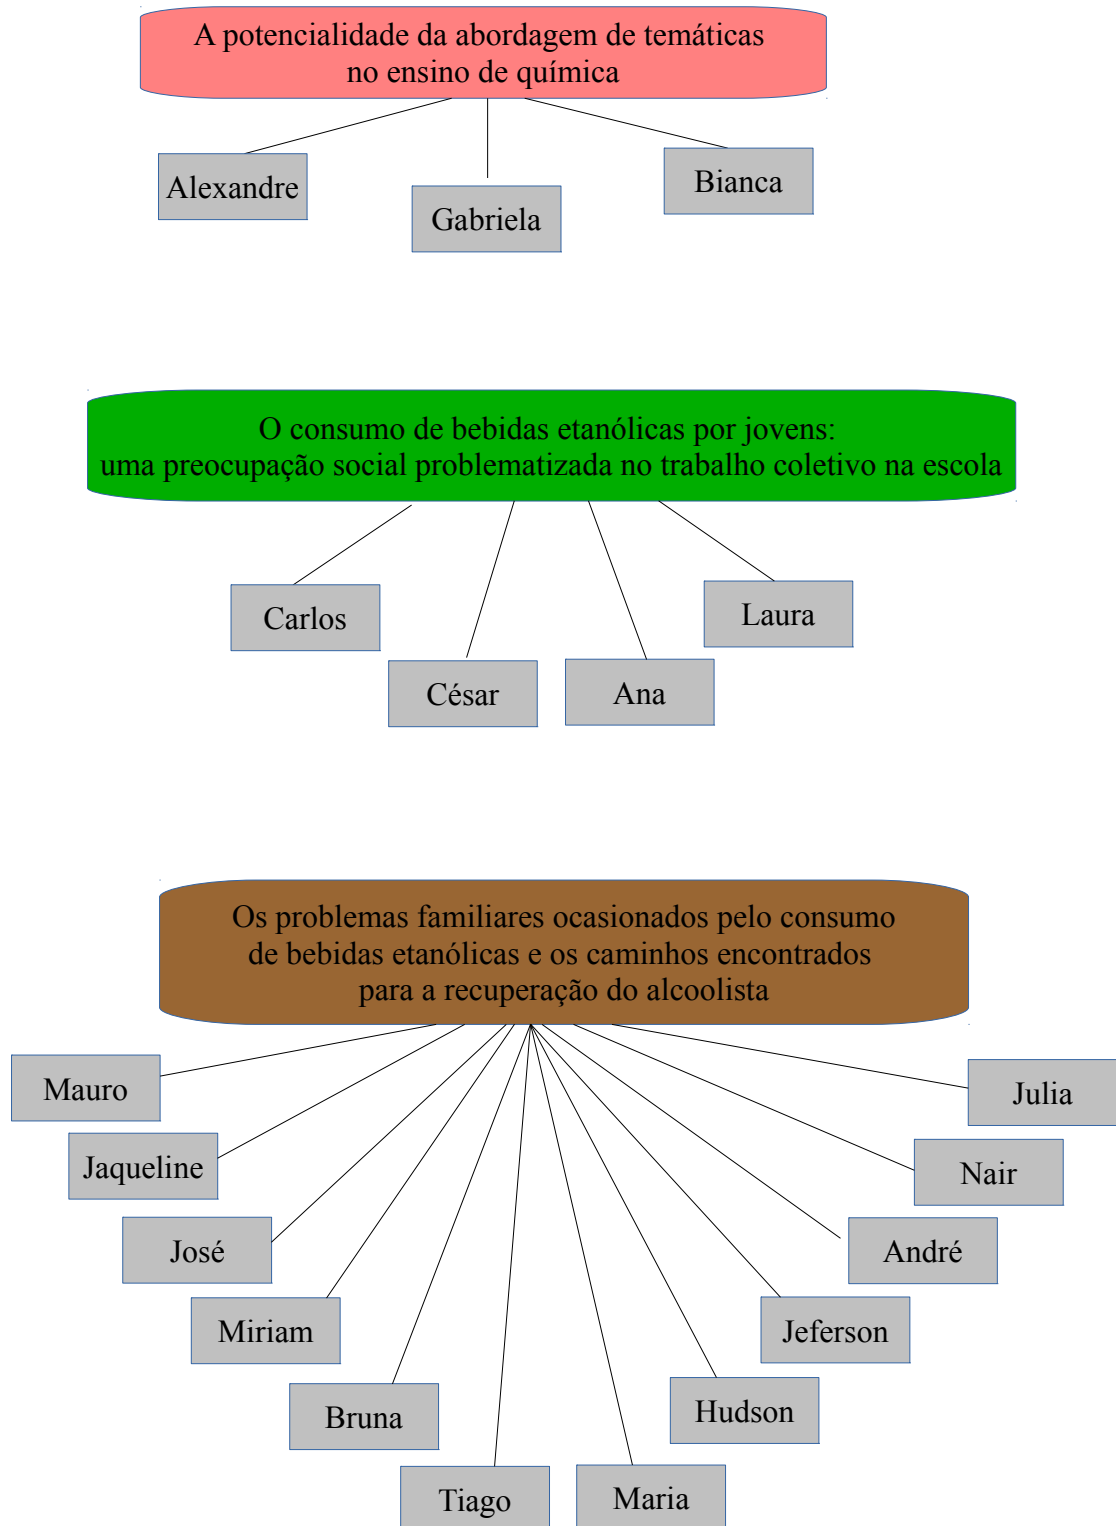 A potencialidade da abordagem de temáticas
no ensino de química
Alexandre
Gabriela
Bianca
O consumo de bebidas etanólicas por jovens:
uma preocupação social problematizada no trabalho coletivo na escola
Carlos
César
Ana
Laura
Os problemas familiares ocasionados pelo consumo
de bebidas etanólicas e os caminhos encontrados
para a recuperação do alcoolista
Mauro
Jaqueline
José
Miriam
Bruna
Tiago
Maria
Hudson
Jeferson
André
Nair
Julia